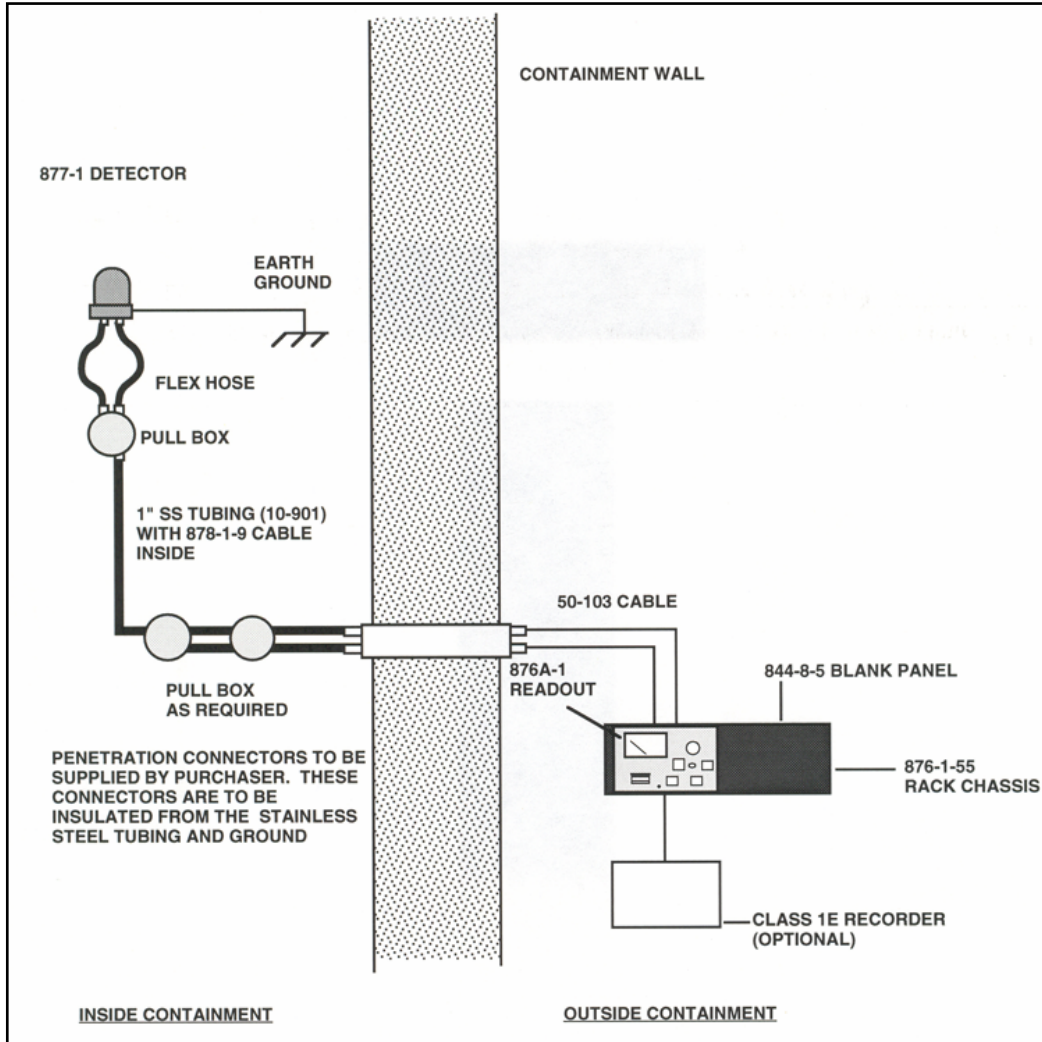 CONTAINMENT WALL
877-1 DETECTOR
EARTH
GROUND
FLEX HOSE
PULL BOX
1" SS TUBING (10-901)
WITH 878-1-9 CABLE
INSIDE
50-103 CABLE
876A-1
READOUT
844-8-5 BLANK PANEL
PULL BOX
AS REQUIRED
876-1-55
RACK CHASSIS
PENETRATION CONNECTORS TO BE
SUPPLIED BY PURCHASER. THESE
CONNECTORS ARE TO BE
INSULATED FROM THE STAINLESS
STEEL TUBING AND GROUND
CLASS 1E RECORDER
(OPTIONAL)
INSIDE CONTAINMENT
OUTSIDE CONTAINMENT